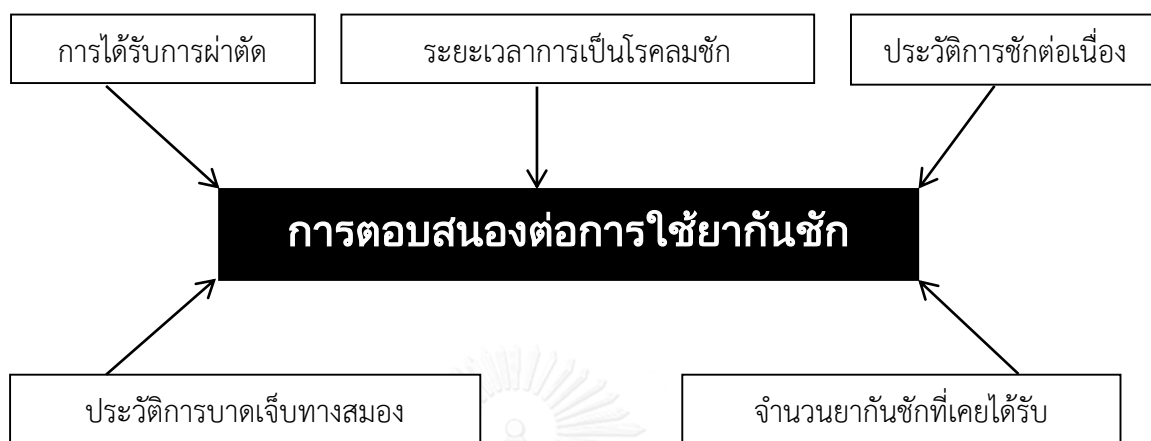 การได้รับการผ่าตัด
ระยะเวลาการเป็นโรคลมชัก
ประวัติการชักต่อเนื่อง
การตอบสนองต่อการใช้ยากันชัก
ประวัติการบาดเจ็บทางสมอง
จำนวนยากันชักที่เคยได้รับ